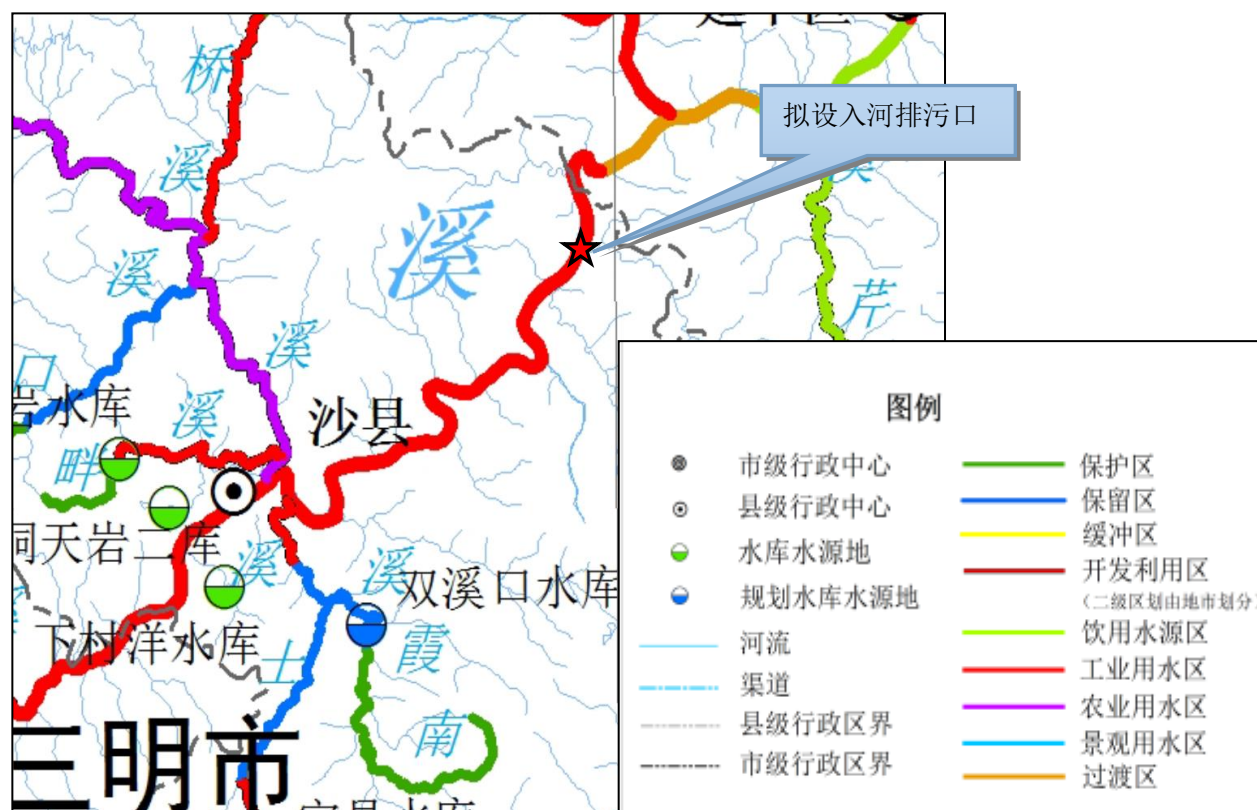 桥
拟设入河排污口
溪
溪
溪
溪
芹
溪
口
岩水库
溪
沙县
畔
洞天岩二库
溪
溪
双溪口水库
下村洋水库
土
霞
南
三明市
图例
市级行政中心
县级行政中心
水库水源地
规划水库水源地
河流
渠道
县级行政区界
市级行政区界
保护区
保留区
缓冲区
开发利用区
（二级区划由地市划分）
饮用水源区
工业用水区
农业用水区
景观用水区
过渡区